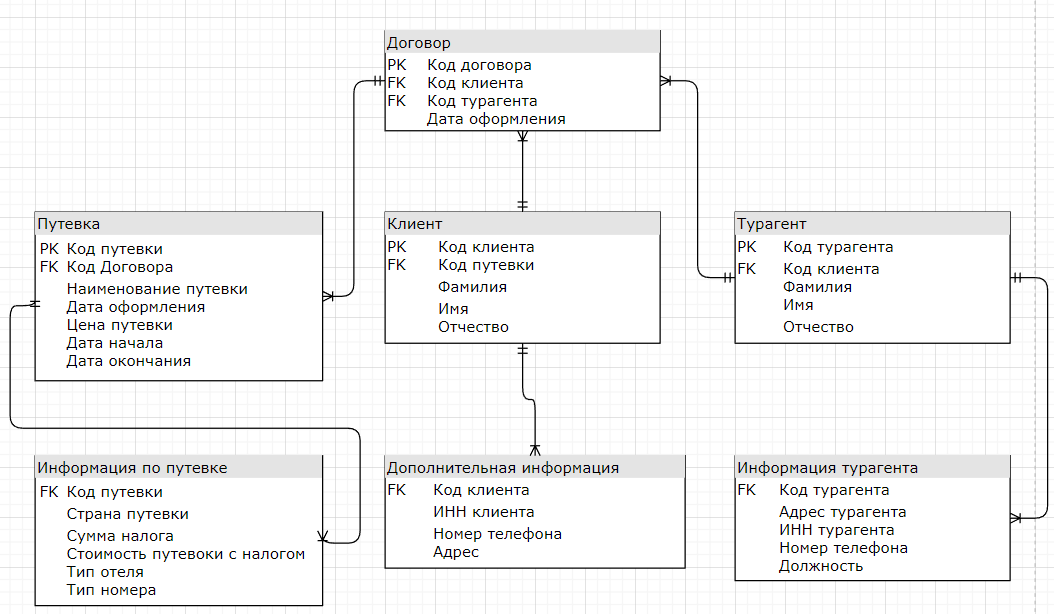 Договор
PK Код договора
FK Код клиента
FK Код турагента
Дата оформления
Путевка
PK Код путевки
FK Код Договора
Наименование путевки
Дата оформления
Цена путевки
Дата начала
Дата окончания
Клиент
PK Код клиента
FK Код путевки
Фамилия
Имя
Отчество
Турагент
PK Код турагента
FK Код клиента
Фамилия
Имя
Отчество
Информация по путевке
FK Код путевки
Страна путевки
Сумма налога
Стоимость путевоки с налогом
Тип отеля
Тип номера
Дополнительная информация
FK Код клиента
ИНН клиента
Номер телефона
Адрес
Информация турагента
FK Код турагента
Адрес турагента
ИНН турагента
Номер телефона
Должность